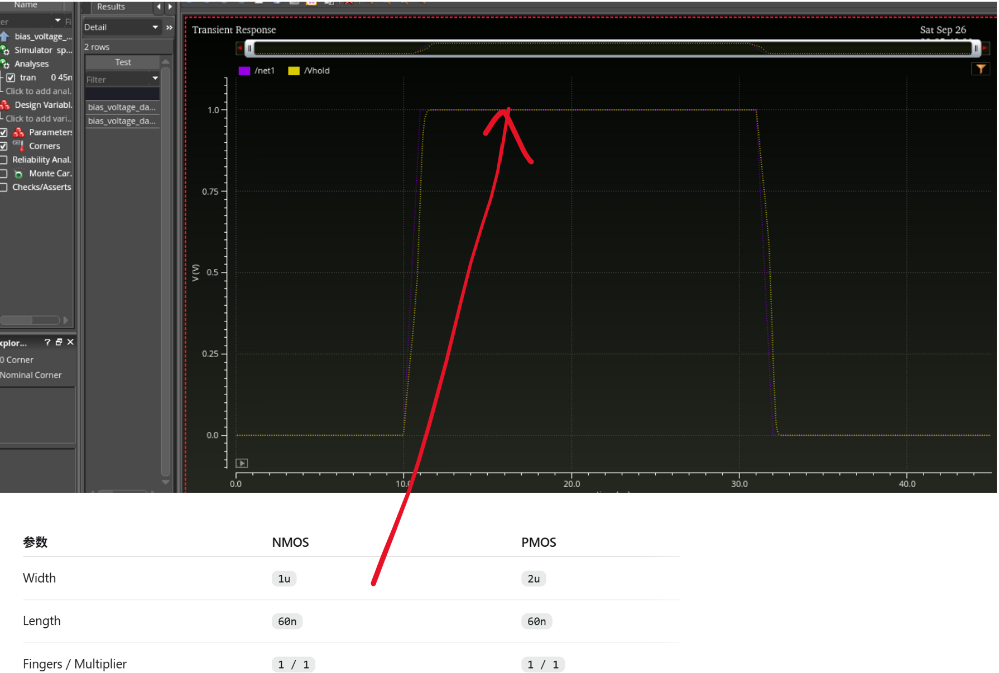 Name
Results
er
Fi
Detail
»
Transient Response
Sat Sep 26
bias_voltage_...
2 rows
Simulator sp...
Test
Analyses
/net1
/Vhold
tran 0 45n
Filter
Click to add anal.
Design Variabl.
bias_voltage_da...
Click to add vari..
bias_voltage_da...
1.0
Parameters
Corners
Reliability Anal.
Monte Car.
Checks/Asserts
0.75
V (V)
0.5
xplor...
0.25
0 Corner
Nominal Corner
0.0
0.0
10.0
20.0
30.0
40.0
参数
NMOS
PMOS
Width
1u
2u
Length
60n
60n
Fingers / Multiplier
1 / 1
1 / 1